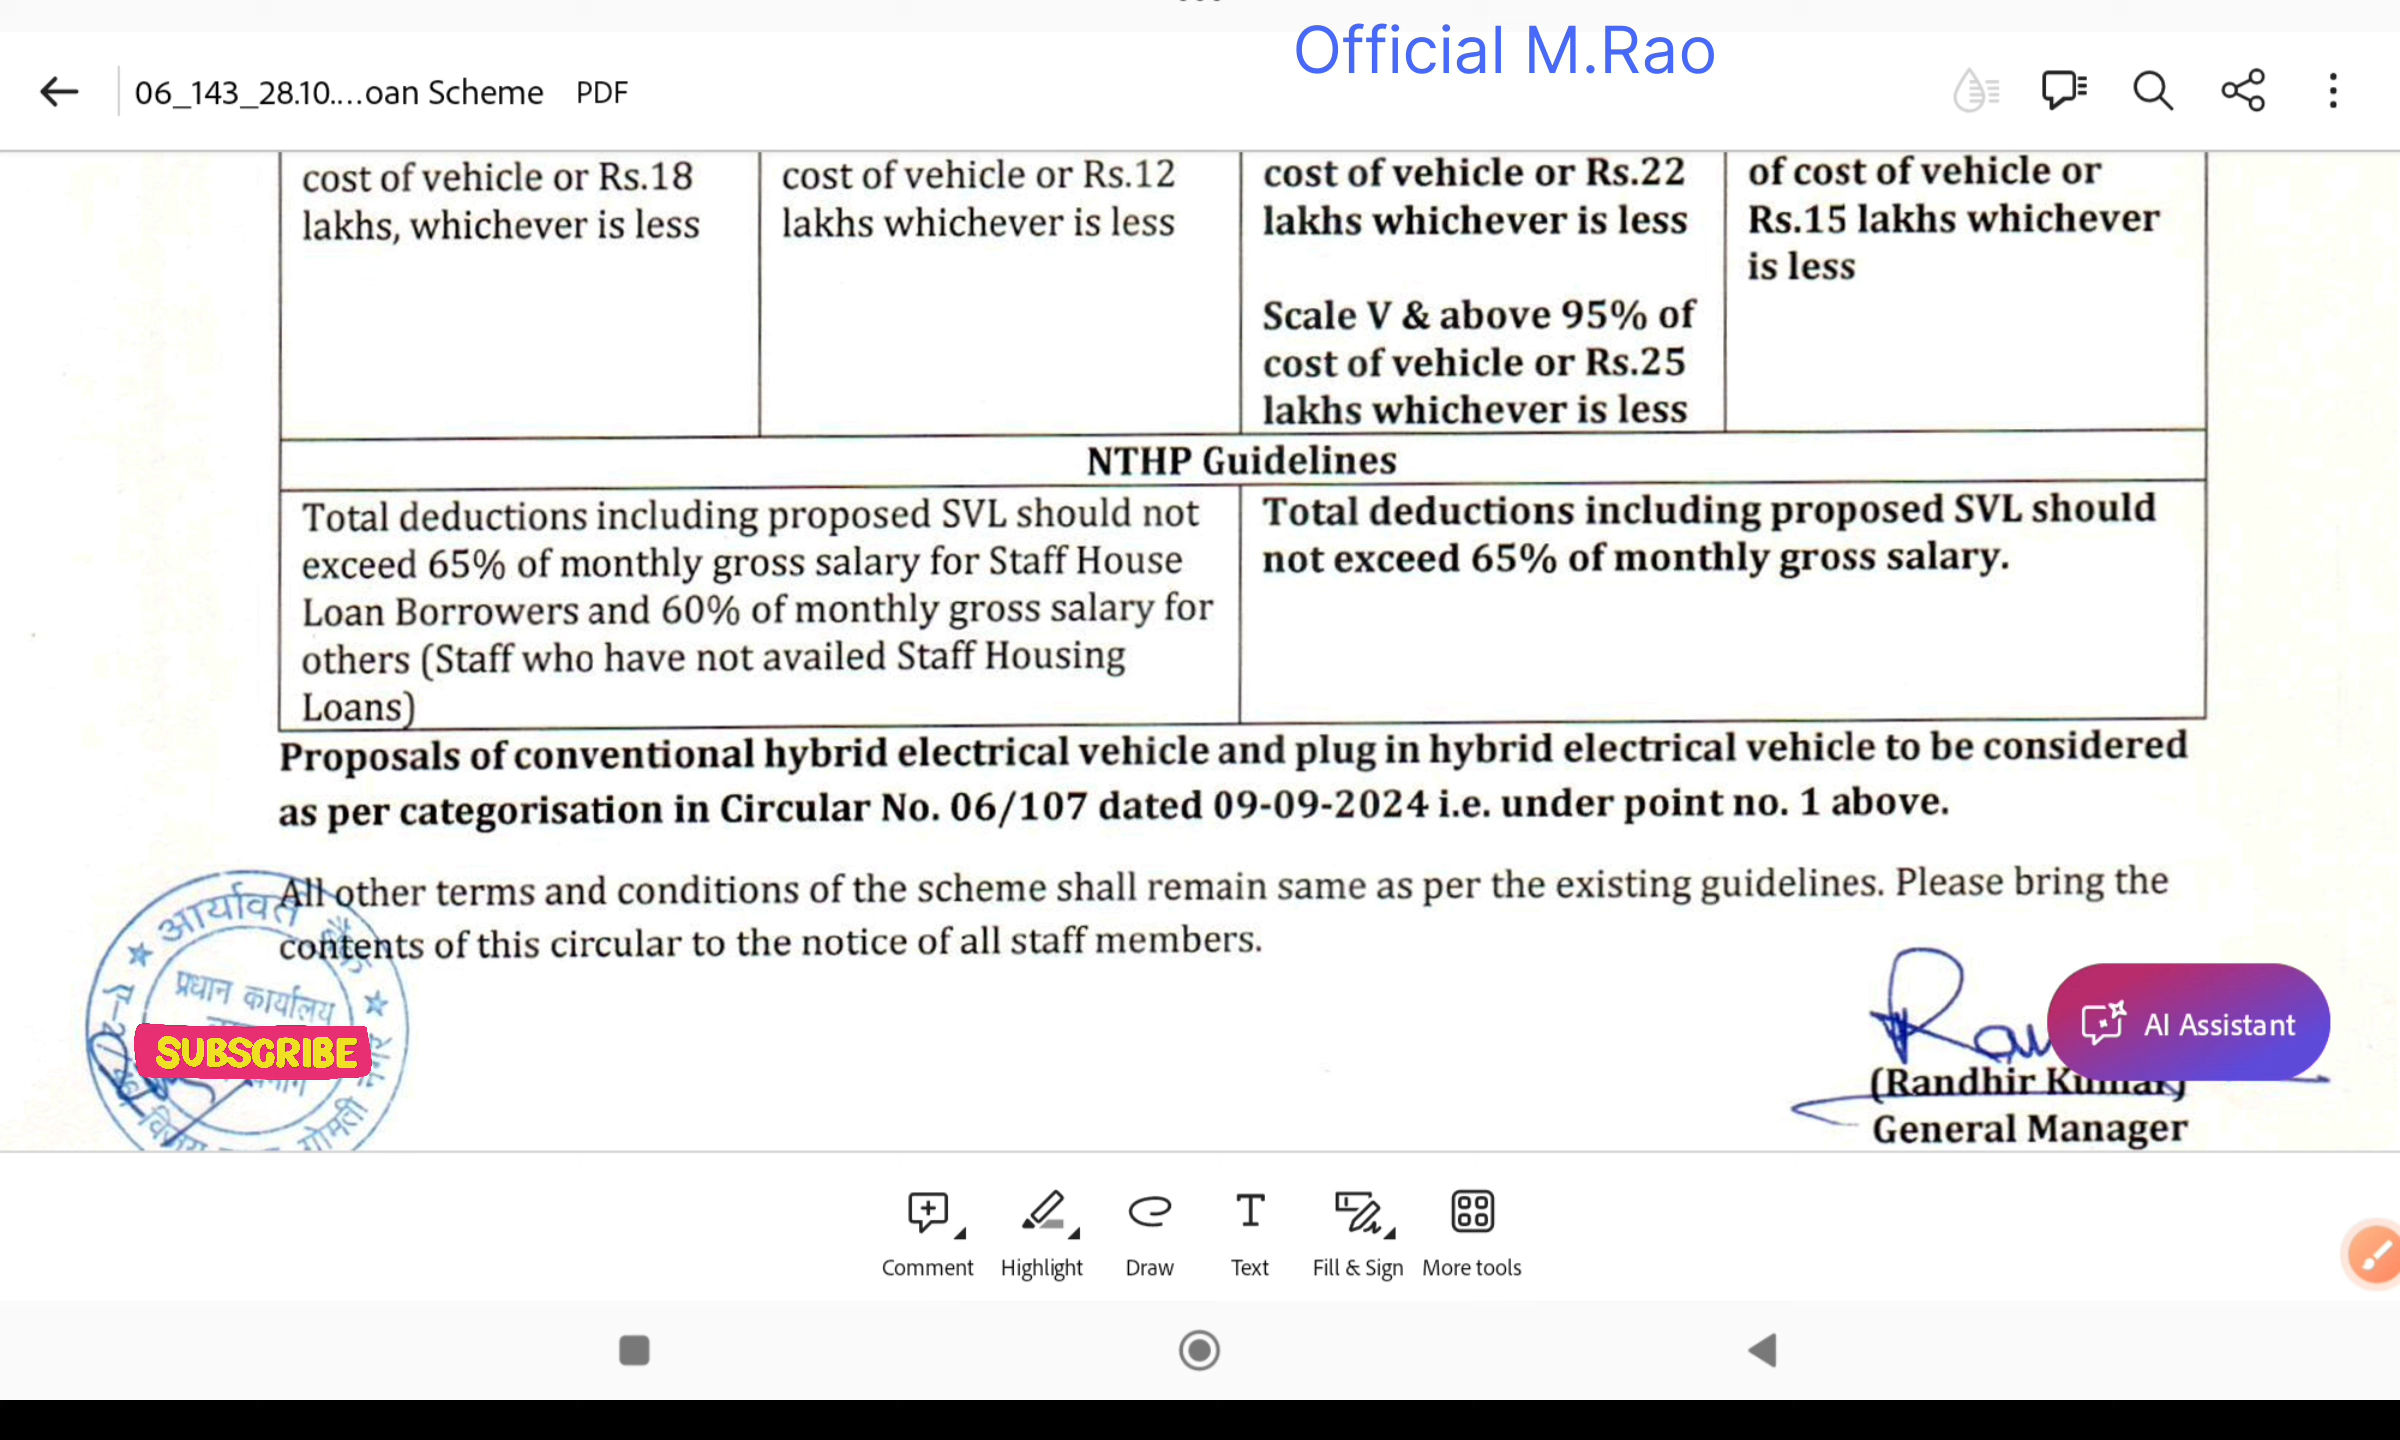 Official M.Rao
06_143_28.10....oan Scheme PDF
cost of vehicle or Rs.18
lakhs, whichever is less
cost of vehicle or Rs.12
lakhs whichever is less
cost of vehicle or Rs.22
lakhs whichever is less
Scale V & above 95% of
cost of vehicle or Rs.25
lakhs whichever is less
of cost of vehicle or
Rs.15 lakhs whichever
is less
NTHP Guidelines
Total deductions including proposed SVL should not
exceed 65% of monthly gross salary for Staff House
Loan Borrowers and 60% of monthly gross salary for
others (Staff who have not availed Staff Housing
Loans)
Total deductions including proposed SVL should
not exceed 65% of monthly gross salary.
Proposals of conventional hybrid electrical vehicle and plug in hybrid electrical vehicle to be considered
as per categorisation in Circular No. 06/107 dated 09-09-2024 i.e. under point no. 1 above.
All other terms and conditions of the scheme shall remain same as per the existing guidelines. Please bring the
contents of this circular to the notice of all staff members.
आर्यावर्त बैंक
प्रधान कार्यालय
SUBSCRIBE
गोमती नगर
AI Assistant
(Randhir Kumar)
General Manager
Comment
Highlight
Draw
T
Text
Fill & Sign
More tools